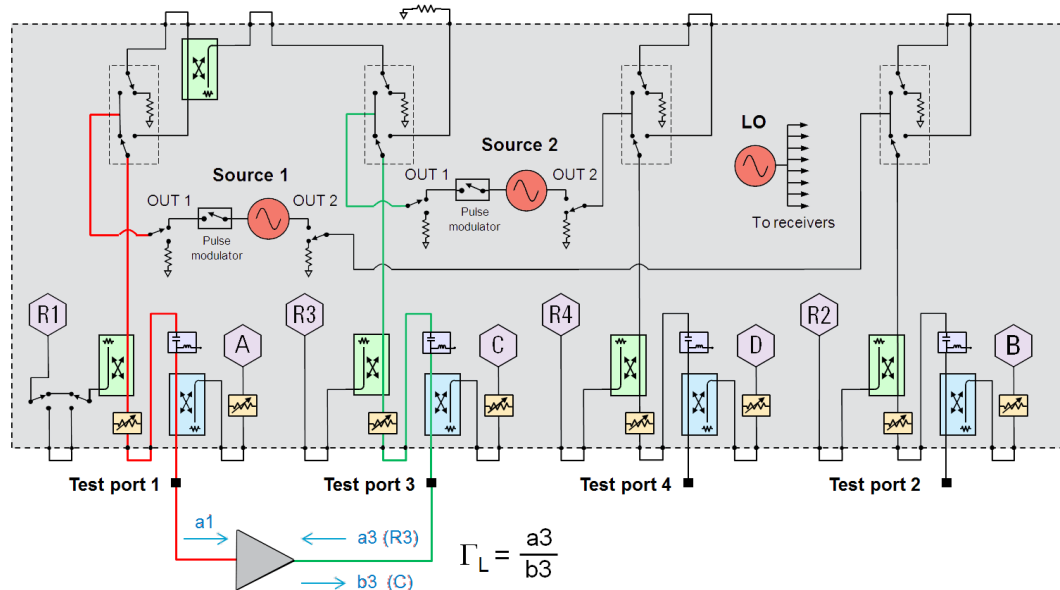 Source 2
LO
Source 1
OUT 1
OUT 2
OUT 1
OUT 2
Pulse
modulator
To receivers
Pulse
modulator
R1
A
R3
C
R4
D
R2
B
Test port 1
Test port 3
Test port 4
Test port 2
a1
a3 (R3)
b3 (C)
ΓL = a3
b3